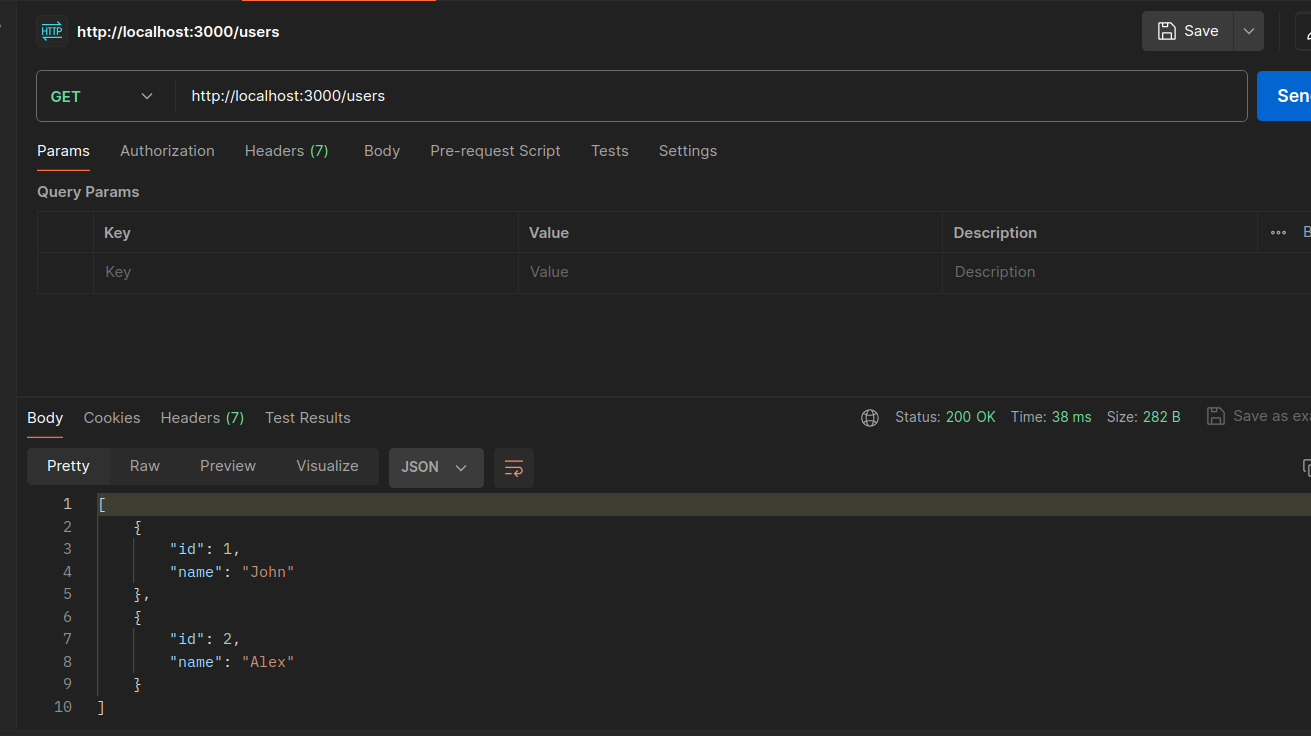 HTTP http://localhost:3000/users Save
GET http://localhost:3000/users Sen
Params Authorization Headers (7) Body Pre-request Script Tests Settings
Query Params
Key Value Description B
Key Value Description
Body Cookies Headers (7) Test Results Status: 200 OK Time: 38 ms Size: 282 B Save as ex
Pretty Raw Preview Visualize JSON
1 [
2 {
3 "id": 1,
4 "name": "John"
5 },
6 {
7 "id": 2,
8 "name": "Alex"
9 }
10 ]